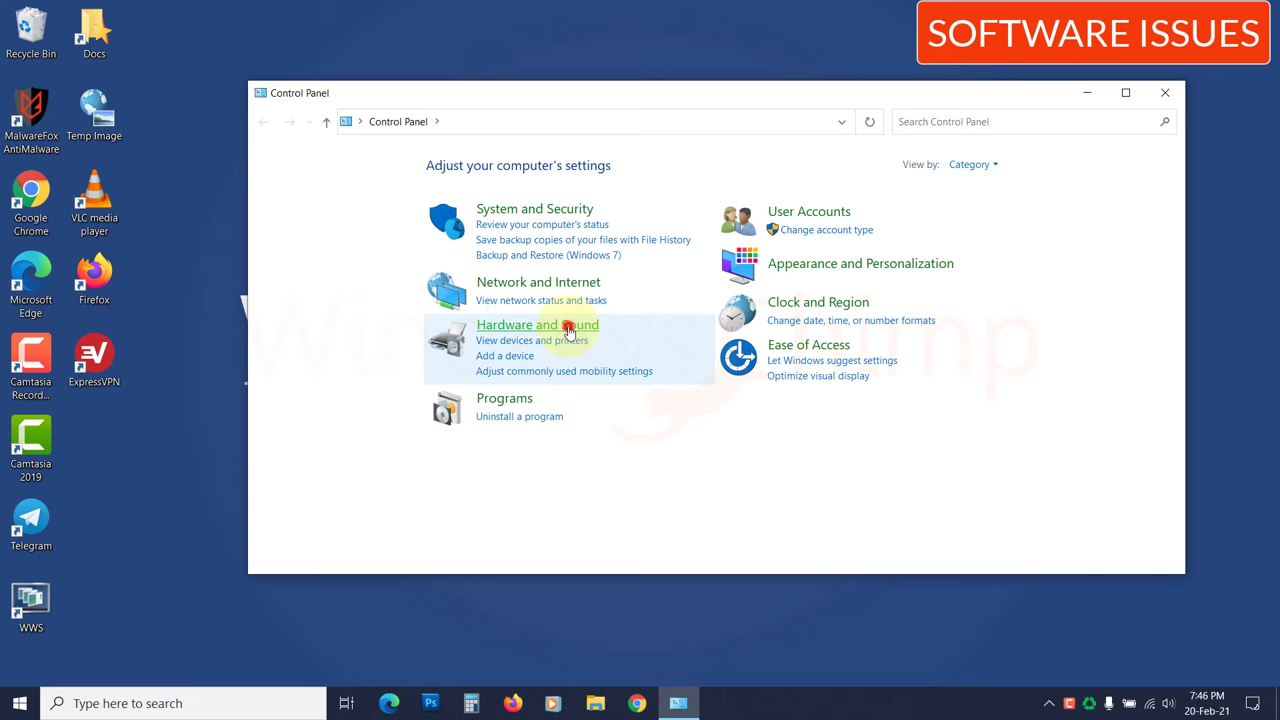 SOFTWARE ISSUES
Recycle Bin
Docs
MalwareFox
AntiMalware
Temp Image
Google
Chrome
VLC media
player
Microsoft
Edge
Firefox
Camtasia
Record...
ExpressVPN
Camtasia
2019
Telegram
WWS
Control Panel
Control Panel
Search Control Panel
Adjust your computer's settings
View by: Category
System and Security
Review your computer's status
Save backup copies of your files with File History
Backup and Restore (Windows 7)
Network and Internet
View network status and tasks
Hardware and Sound
View devices and printers
Add a device
Adjust commonly used mobility settings
Programs
Uninstall a program
User Accounts
Change account type
Appearance and Personalization
Clock and Region
Change date, time, or number formats
Ease of Access
Let Windows suggest settings
Optimize visual display
Type here to search
Ps
7:46 PM
20-Feb-21